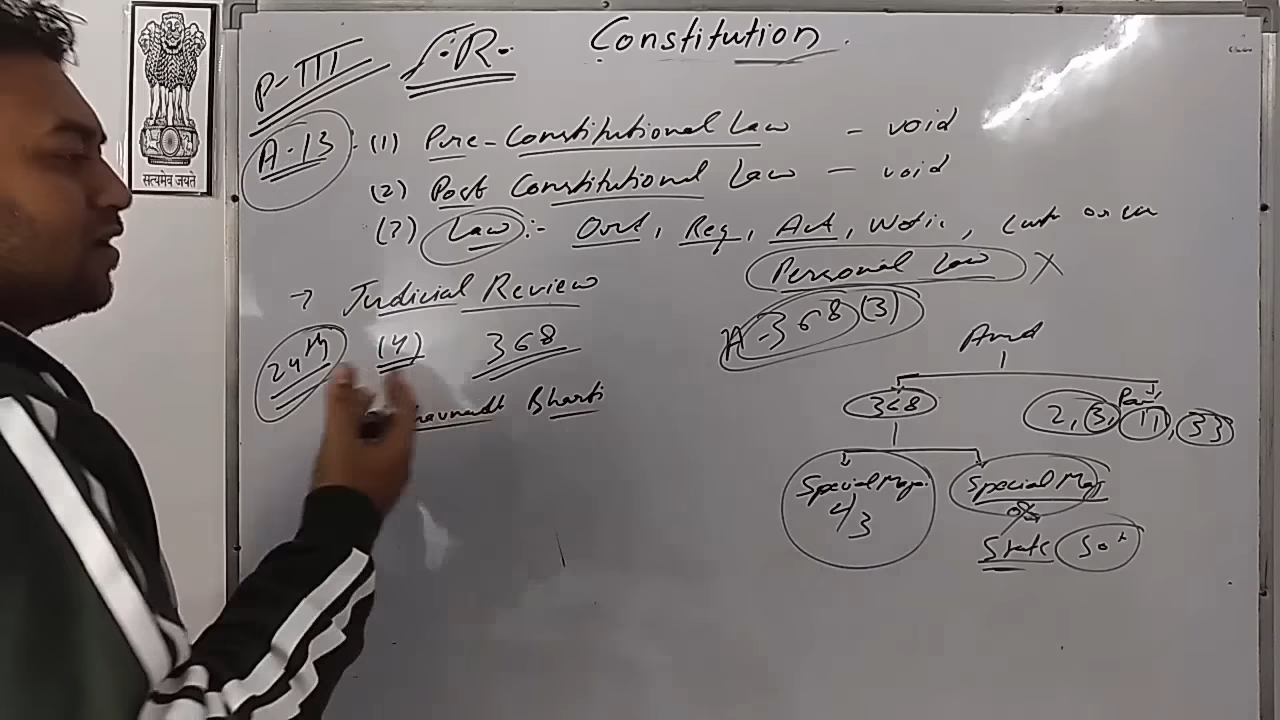 सत्यमेव जयते
P-III F.R. Constitution.
A-13 : (1) Pre-Constitutional Law - void
(2) Post Constitutional Law - void
(3) Law :- Ord, Reg, Act, Notic,
Personal Law X
→ Judicial Review
A-368(3)
24th (4) 368
Amd
Bharti
368
2, 3, 11, 33
Special Maj. 4/3
Special Maj
State 50+